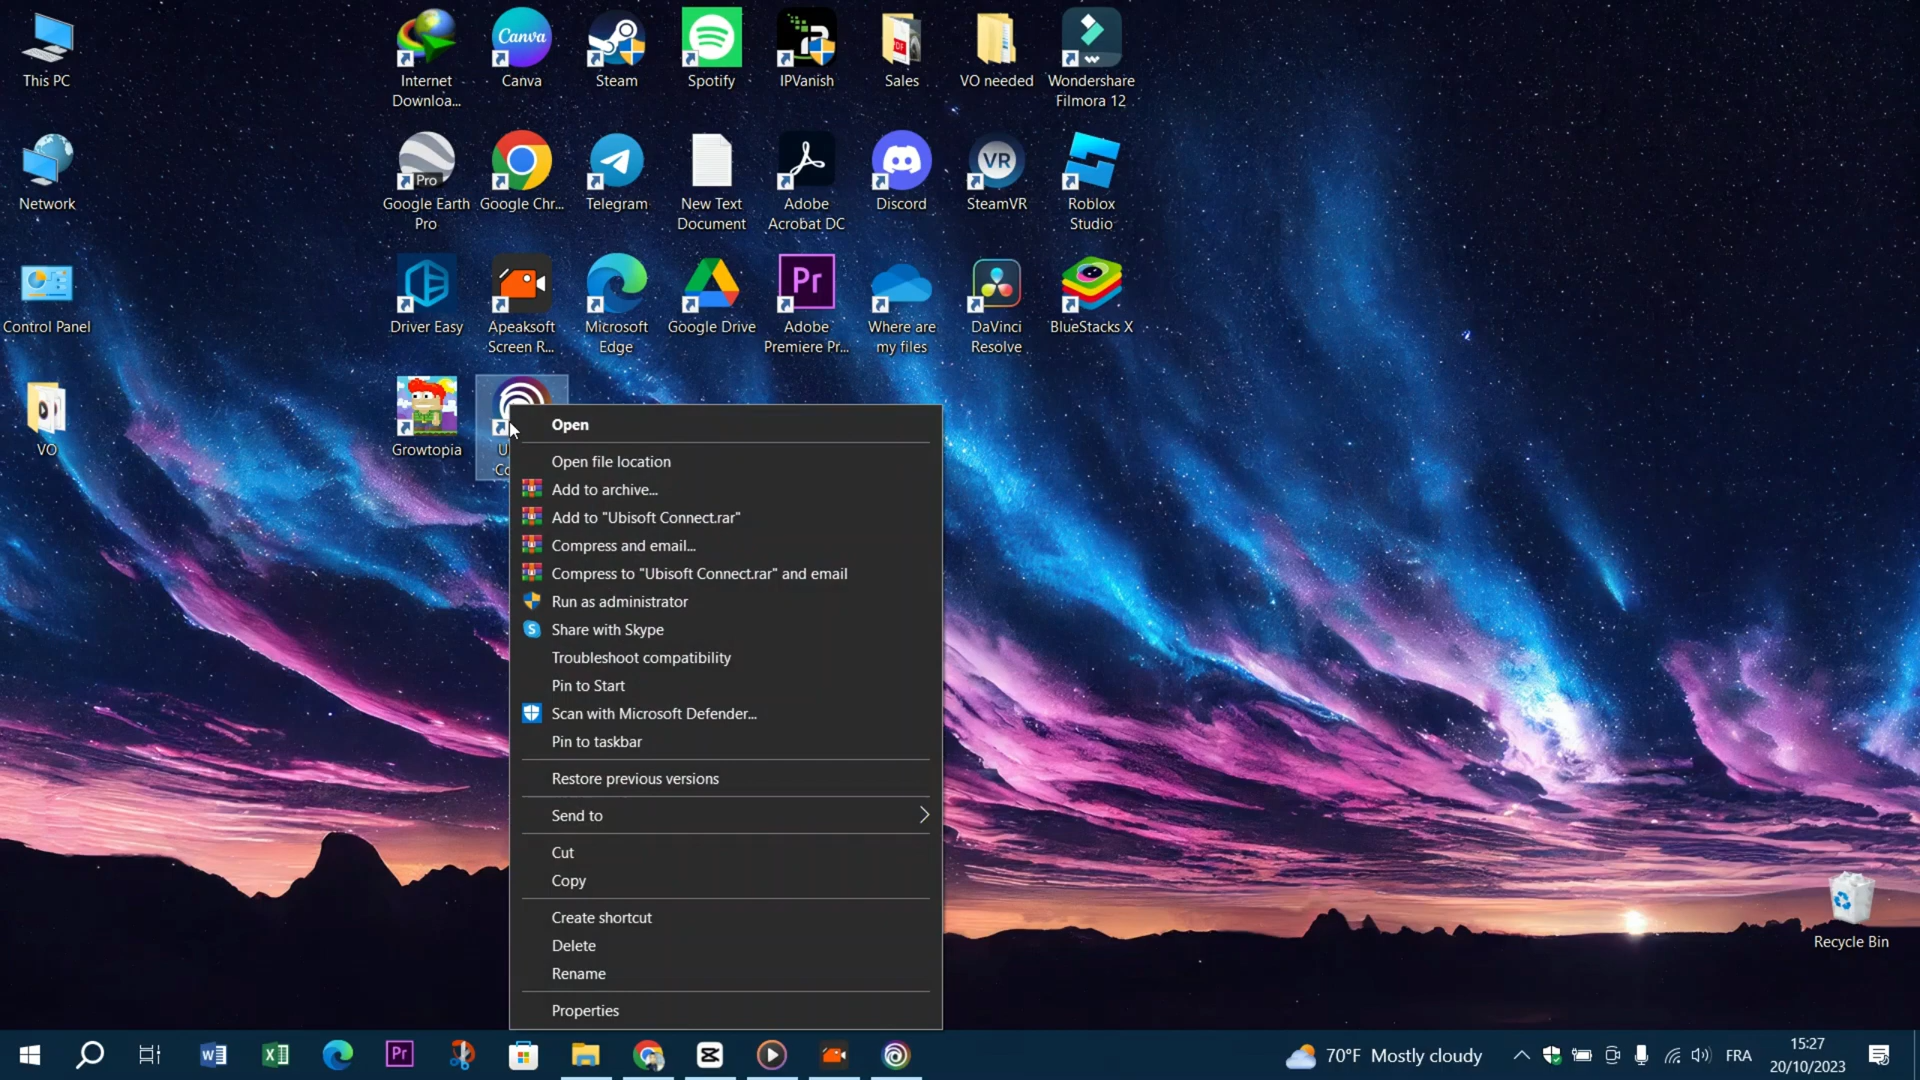 This PC
Internet
Downloa...
Canva
Canva
Steam
Spotify
IPVanish
PDF
Sales
VO needed
Wondershare
Filmora 12
Network
Pro
Google Earth
Pro
Google Chr...
Telegram
New Text
Document
Adobe
Acrobat DC
Discord
VR
SteamVR
Roblox
Studio
Control Panel
Driver Easy
Apeaksoft
Screen R...
Microsoft
Edge
Google Drive
Pr
Adobe
Premiere Pr...
Where are
my files
DaVinci
Resolve
BlueStacks X
VO
Growtopia
Open
Open file location
Add to archive...
Add to "Ubisoft Connect.rar"
Compress and email...
Compress to "Ubisoft Connect.rar" and email
Run as administrator
Share with Skype
Troubleshoot compatibility
Pin to Start
Scan with Microsoft Defender...
Pin to taskbar
Restore previous versions
Send to
Cut
Copy
Create shortcut
Delete
Rename
Properties
Recycle Bin
Pr
70°F Mostly cloudy
FRA
15:27
20/10/2023